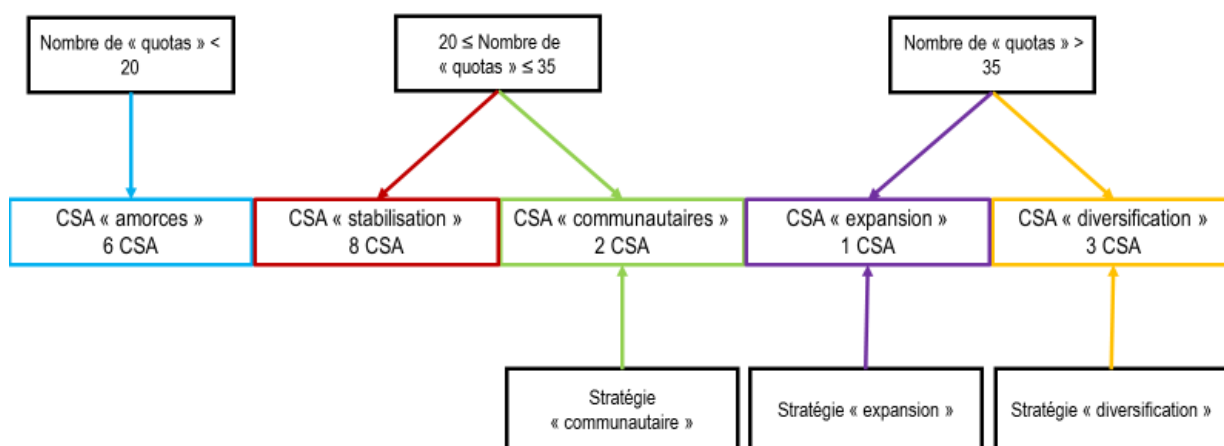 Nombre de « quotas » <
20
20 ≤ Nombre de
« quotas » ≤ 35
Nombre de « quotas » >
35
CSA « amorces »
6 CSA
CSA « stabilisation »
8 CSA
CSA « communautaires »
2 CSA
CSA « expansion »
1 CSA
CSA « diversification »
3 CSA
Stratégie
« communautaire »
Stratégie « expansion »
Stratégie « diversification »